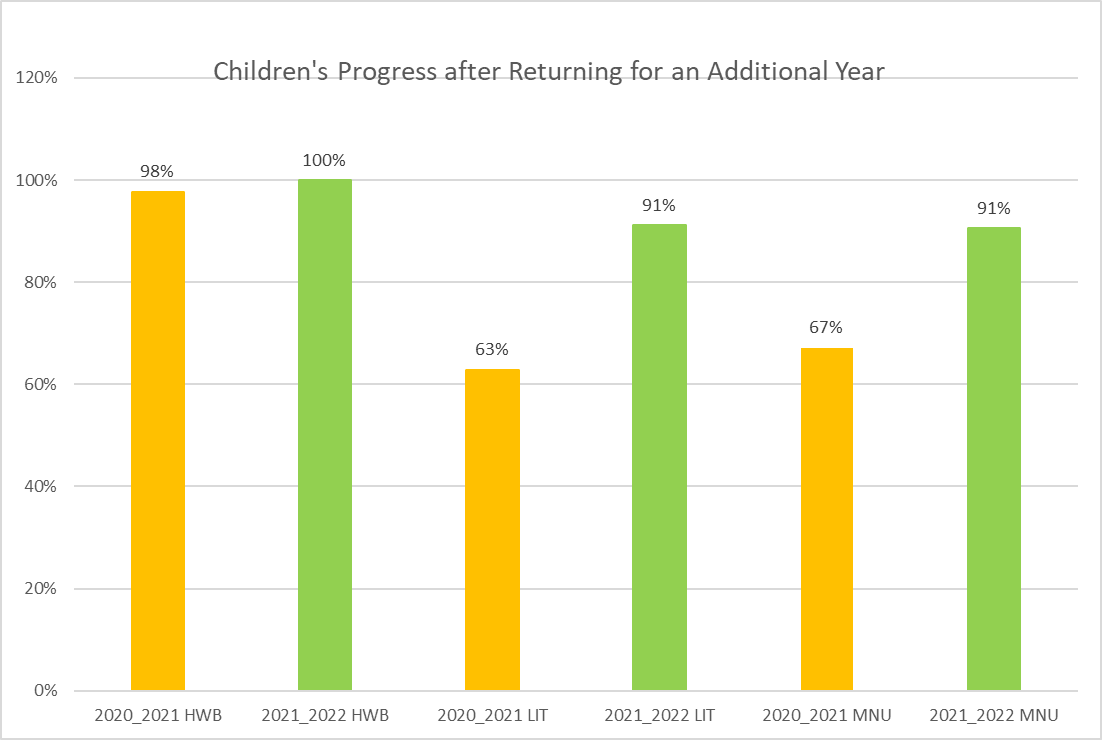 Children's Progress after Returning for an Additional Year
120%
100%
80%
60%
40%
20%
0%
98%
100%
63%
91%
67%
91%
2020_2021 HWB
2021_2022 HWB
2020_2021 LIT
2021_2022 LIT
2020_2021 MNU
2021_2022 MNU